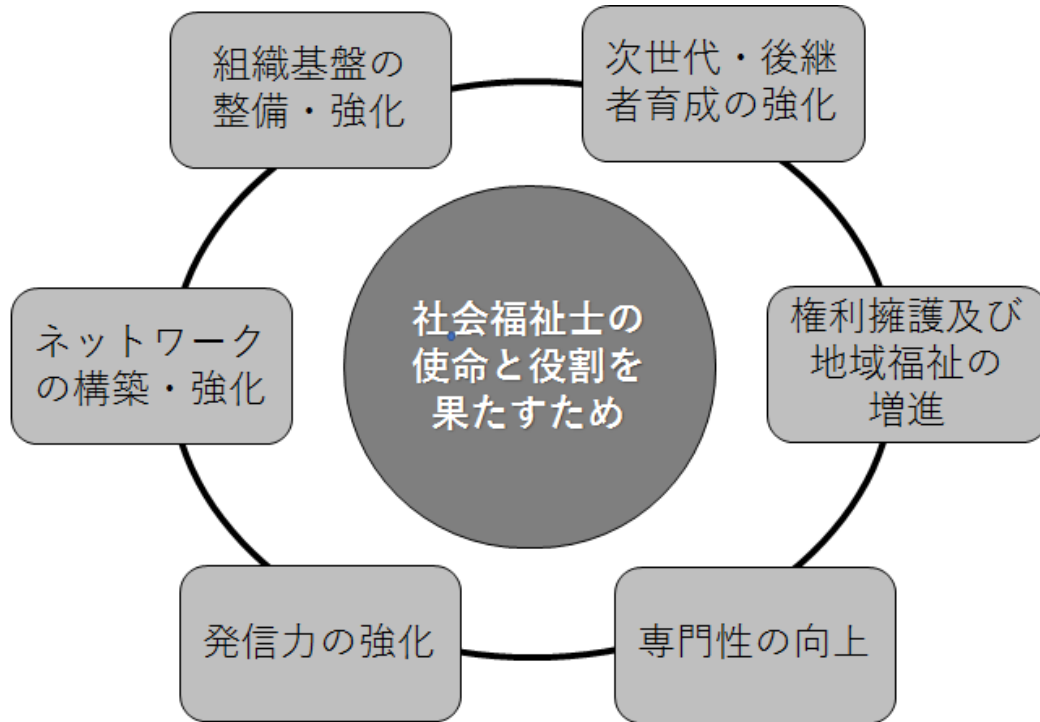 組織基盤の
整備・強化
次世代・後継
者育成の強化
ネットワーク
の構築・強化
社会福祉士の
使命と役割を
果たすため
権利擁護及び
地域福祉の
増進
発信力の強化
専門性の向上